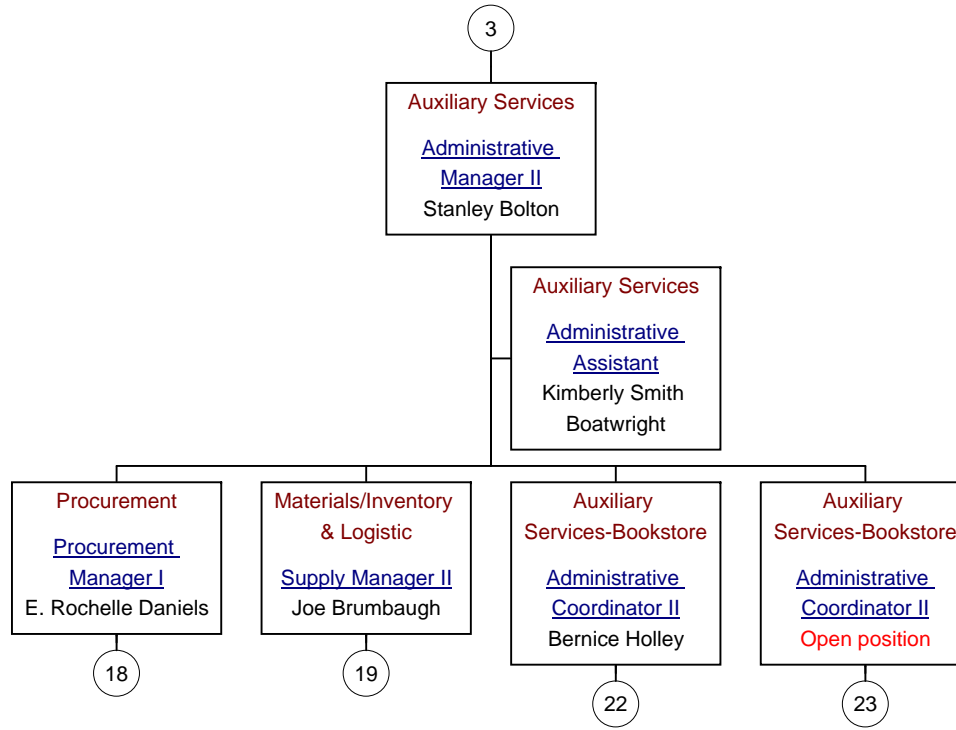 3
Auxiliary Services
Administrative
Manager II
Stanley Bolton
Auxiliary Services
Administrative
Assistant
Kimberly Smith
Boatwright
Procurement
Procurement
Manager I
E. Rochelle Daniels
18
Materials/Inventory
& Logistic
Supply Manager II
Joe Brumbaugh
19
Auxiliary
Services-Bookstore
Administrative
Coordinator II
Bernice Holley
22
Auxiliary
Services-Bookstore
Administrative
Coordinator II
Open position
23